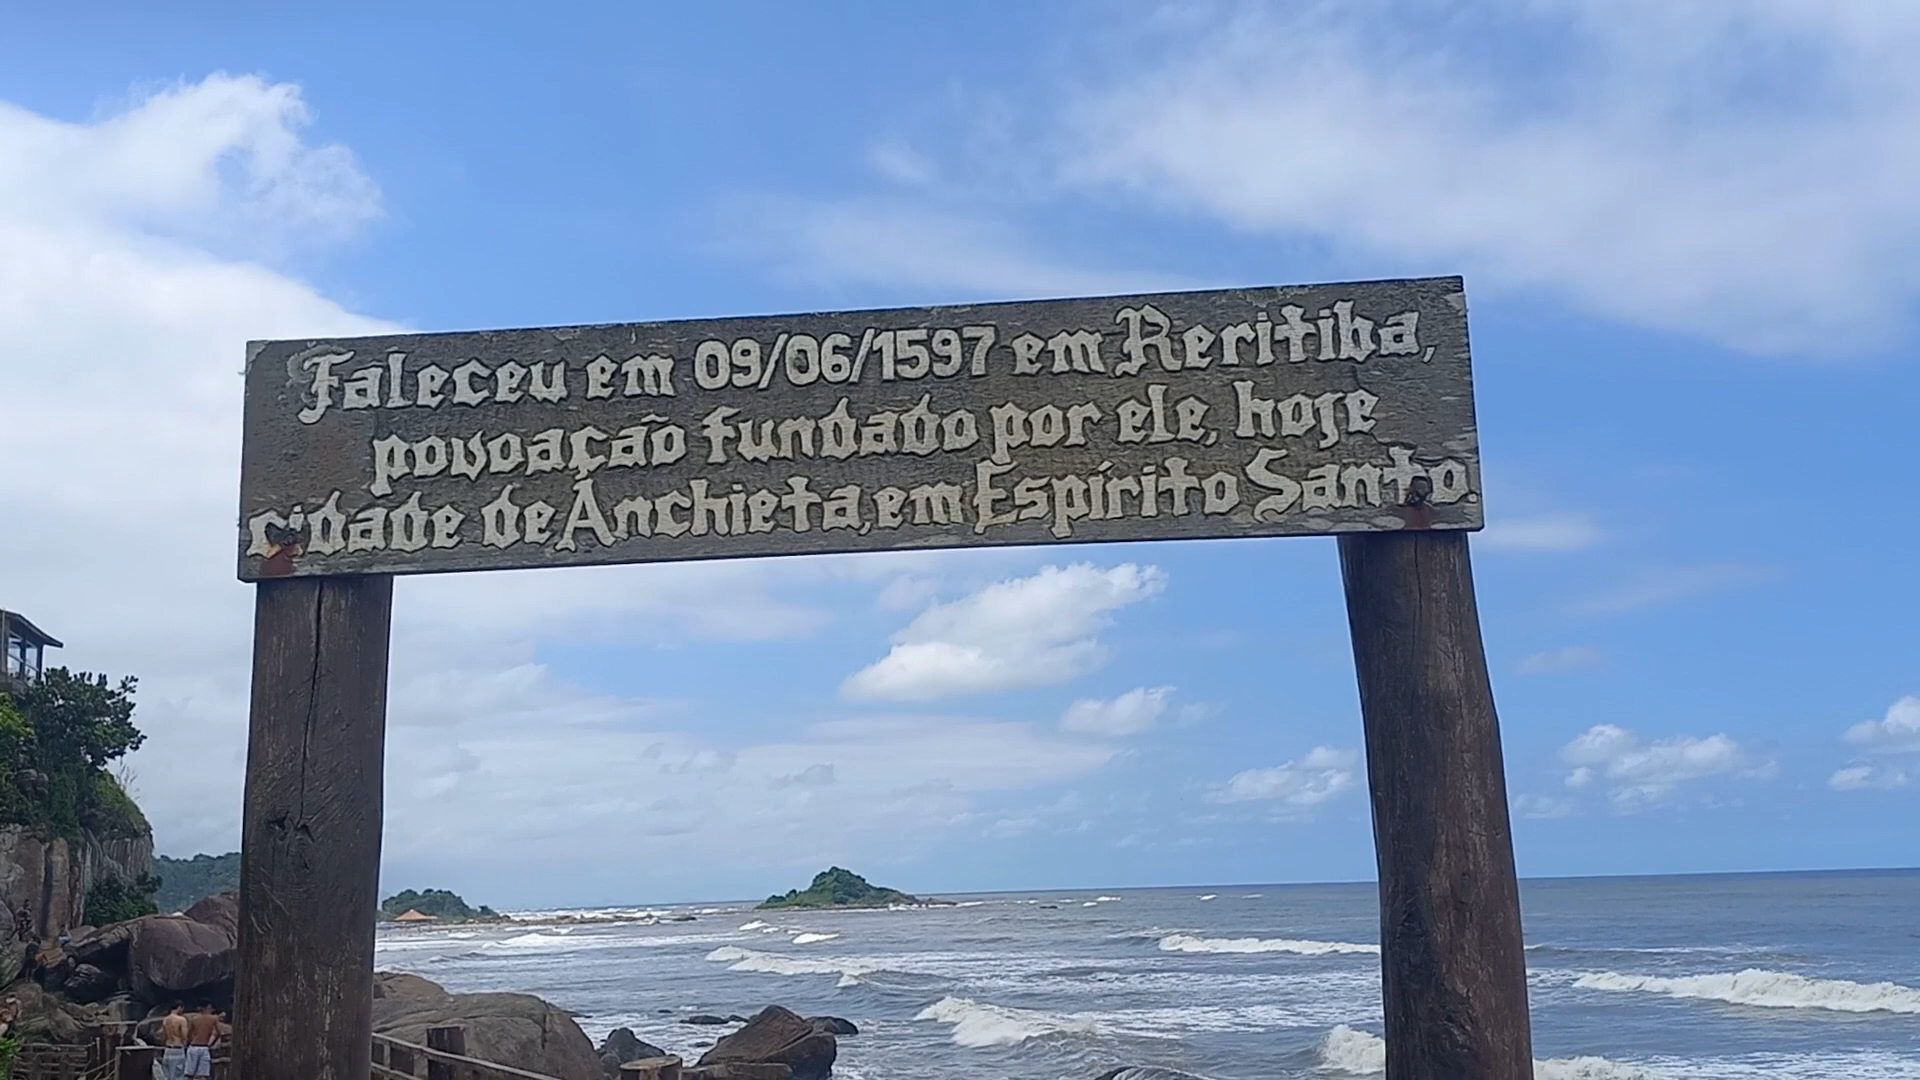 Faleceu em 09/06/1597 em Reritiba,
povoação fundado por ele, hoje
cidade de Anchieta, em Espírito Santo.